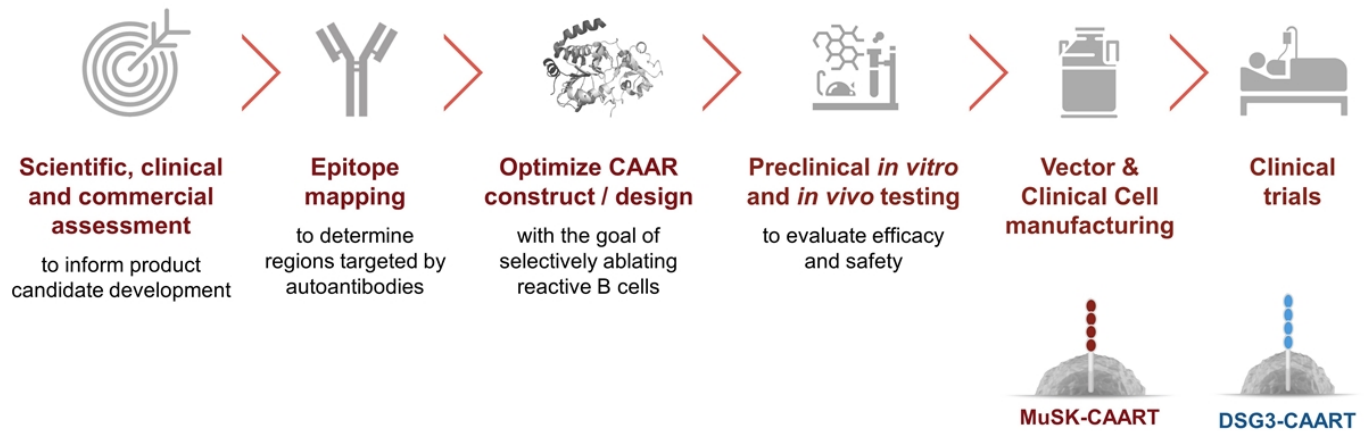 Scientific, clinical
and commercial
assessment
to inform product
candidate development
Epitope
mapping
to determine
regions targeted by
autoantibodies
Optimize CAAR
construct / design
with the goal of
selectively ablating
reactive B cells
Preclinical in vitro
and in vivo testing
to evaluate efficacy
and safety
Vector &
Clinical Cell
manufacturing
MuSK-CAART
Clinical
trials
DSG3-CAART